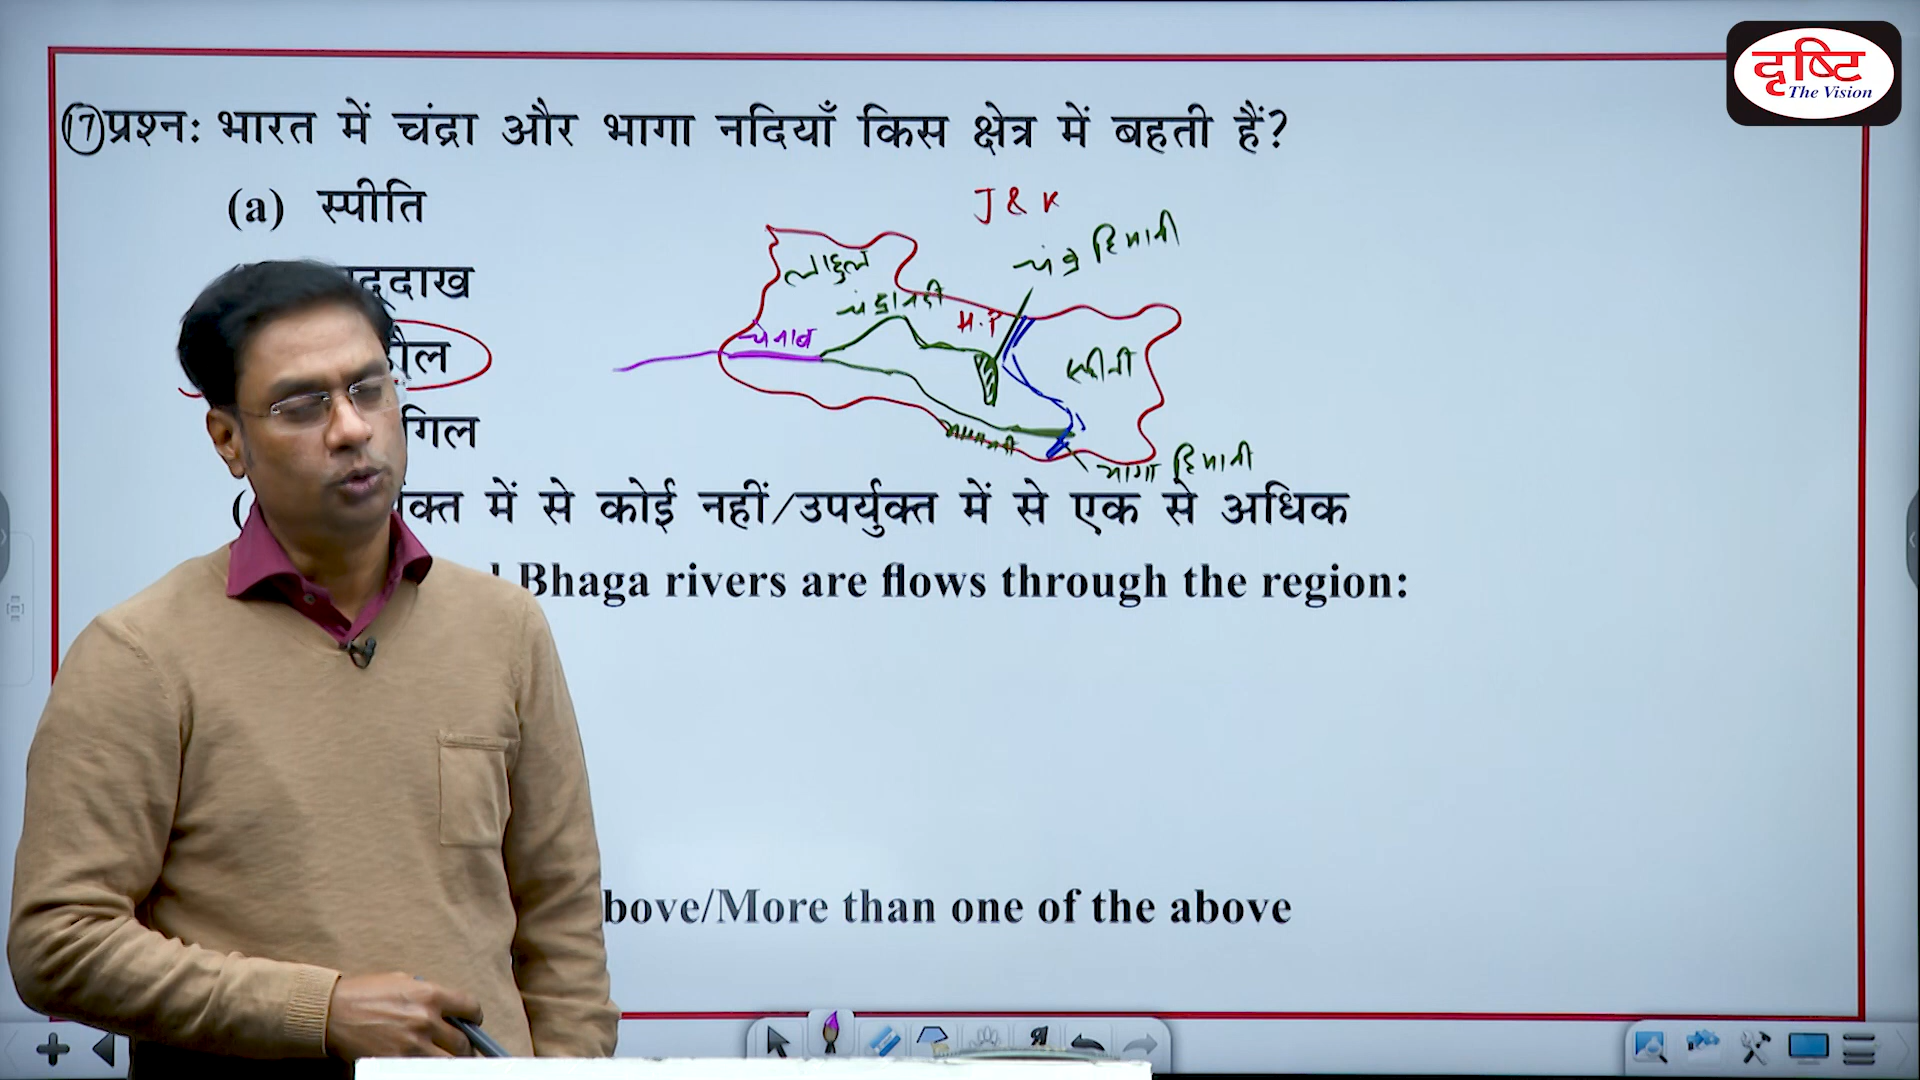 दृष्टि
The Vision
17 प्रश्न: भारत में चंद्रा और भागा नदियाँ किस क्षेत्र में बहती हैं?
(a) स्पीति
J & K
लाहुल
चंद्रा नदी
H.P
चेनाब
स्पीती
भागा हिमानी
में से कोई नहीं/उपर्युक्त में से एक से अधिक
Bhaga rivers are flows through the region:
/More than one of the above